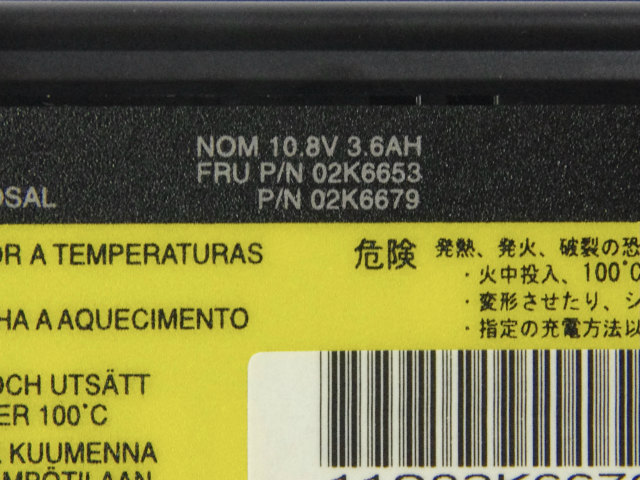 NOM 10.8V 3.6AH
FRU P/N 02K6653
OSAL P/N 02K6679
OR A TEMPERATURAS
HA A AQUECIMENTO
OCH UTSÄTT
ER 100°C
KUUMENNA
危険 発熱、発火、破裂の恐
・火中投入、100°C
・変形させたり、シ
・指定の充電方法以